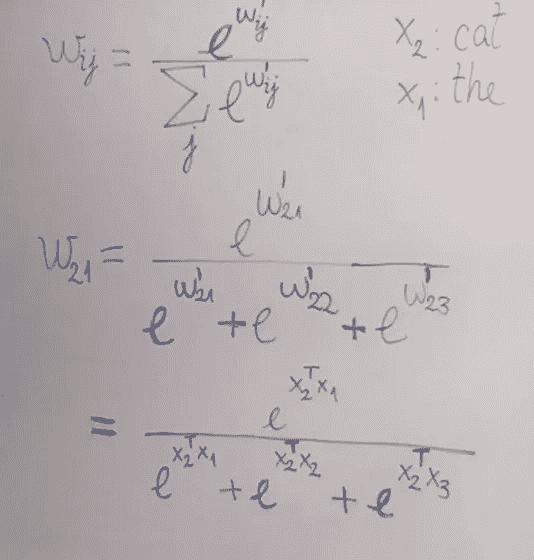 w_{ij} = \frac{e^{w'_{ij}}}{\sum_j e^{w'_{ij}}}
x_2: cat
x_1: the
w_{21} = \frac{e^{w'_{21}}}{e^{w'_{21}} + e^{w'_{22}} + e^{w'_{23}}}
= \frac{e^{x_2^T x_1}}{e^{x_2^T x_1} + e^{x_2^T x_2} + e^{x_2^T x_3}}